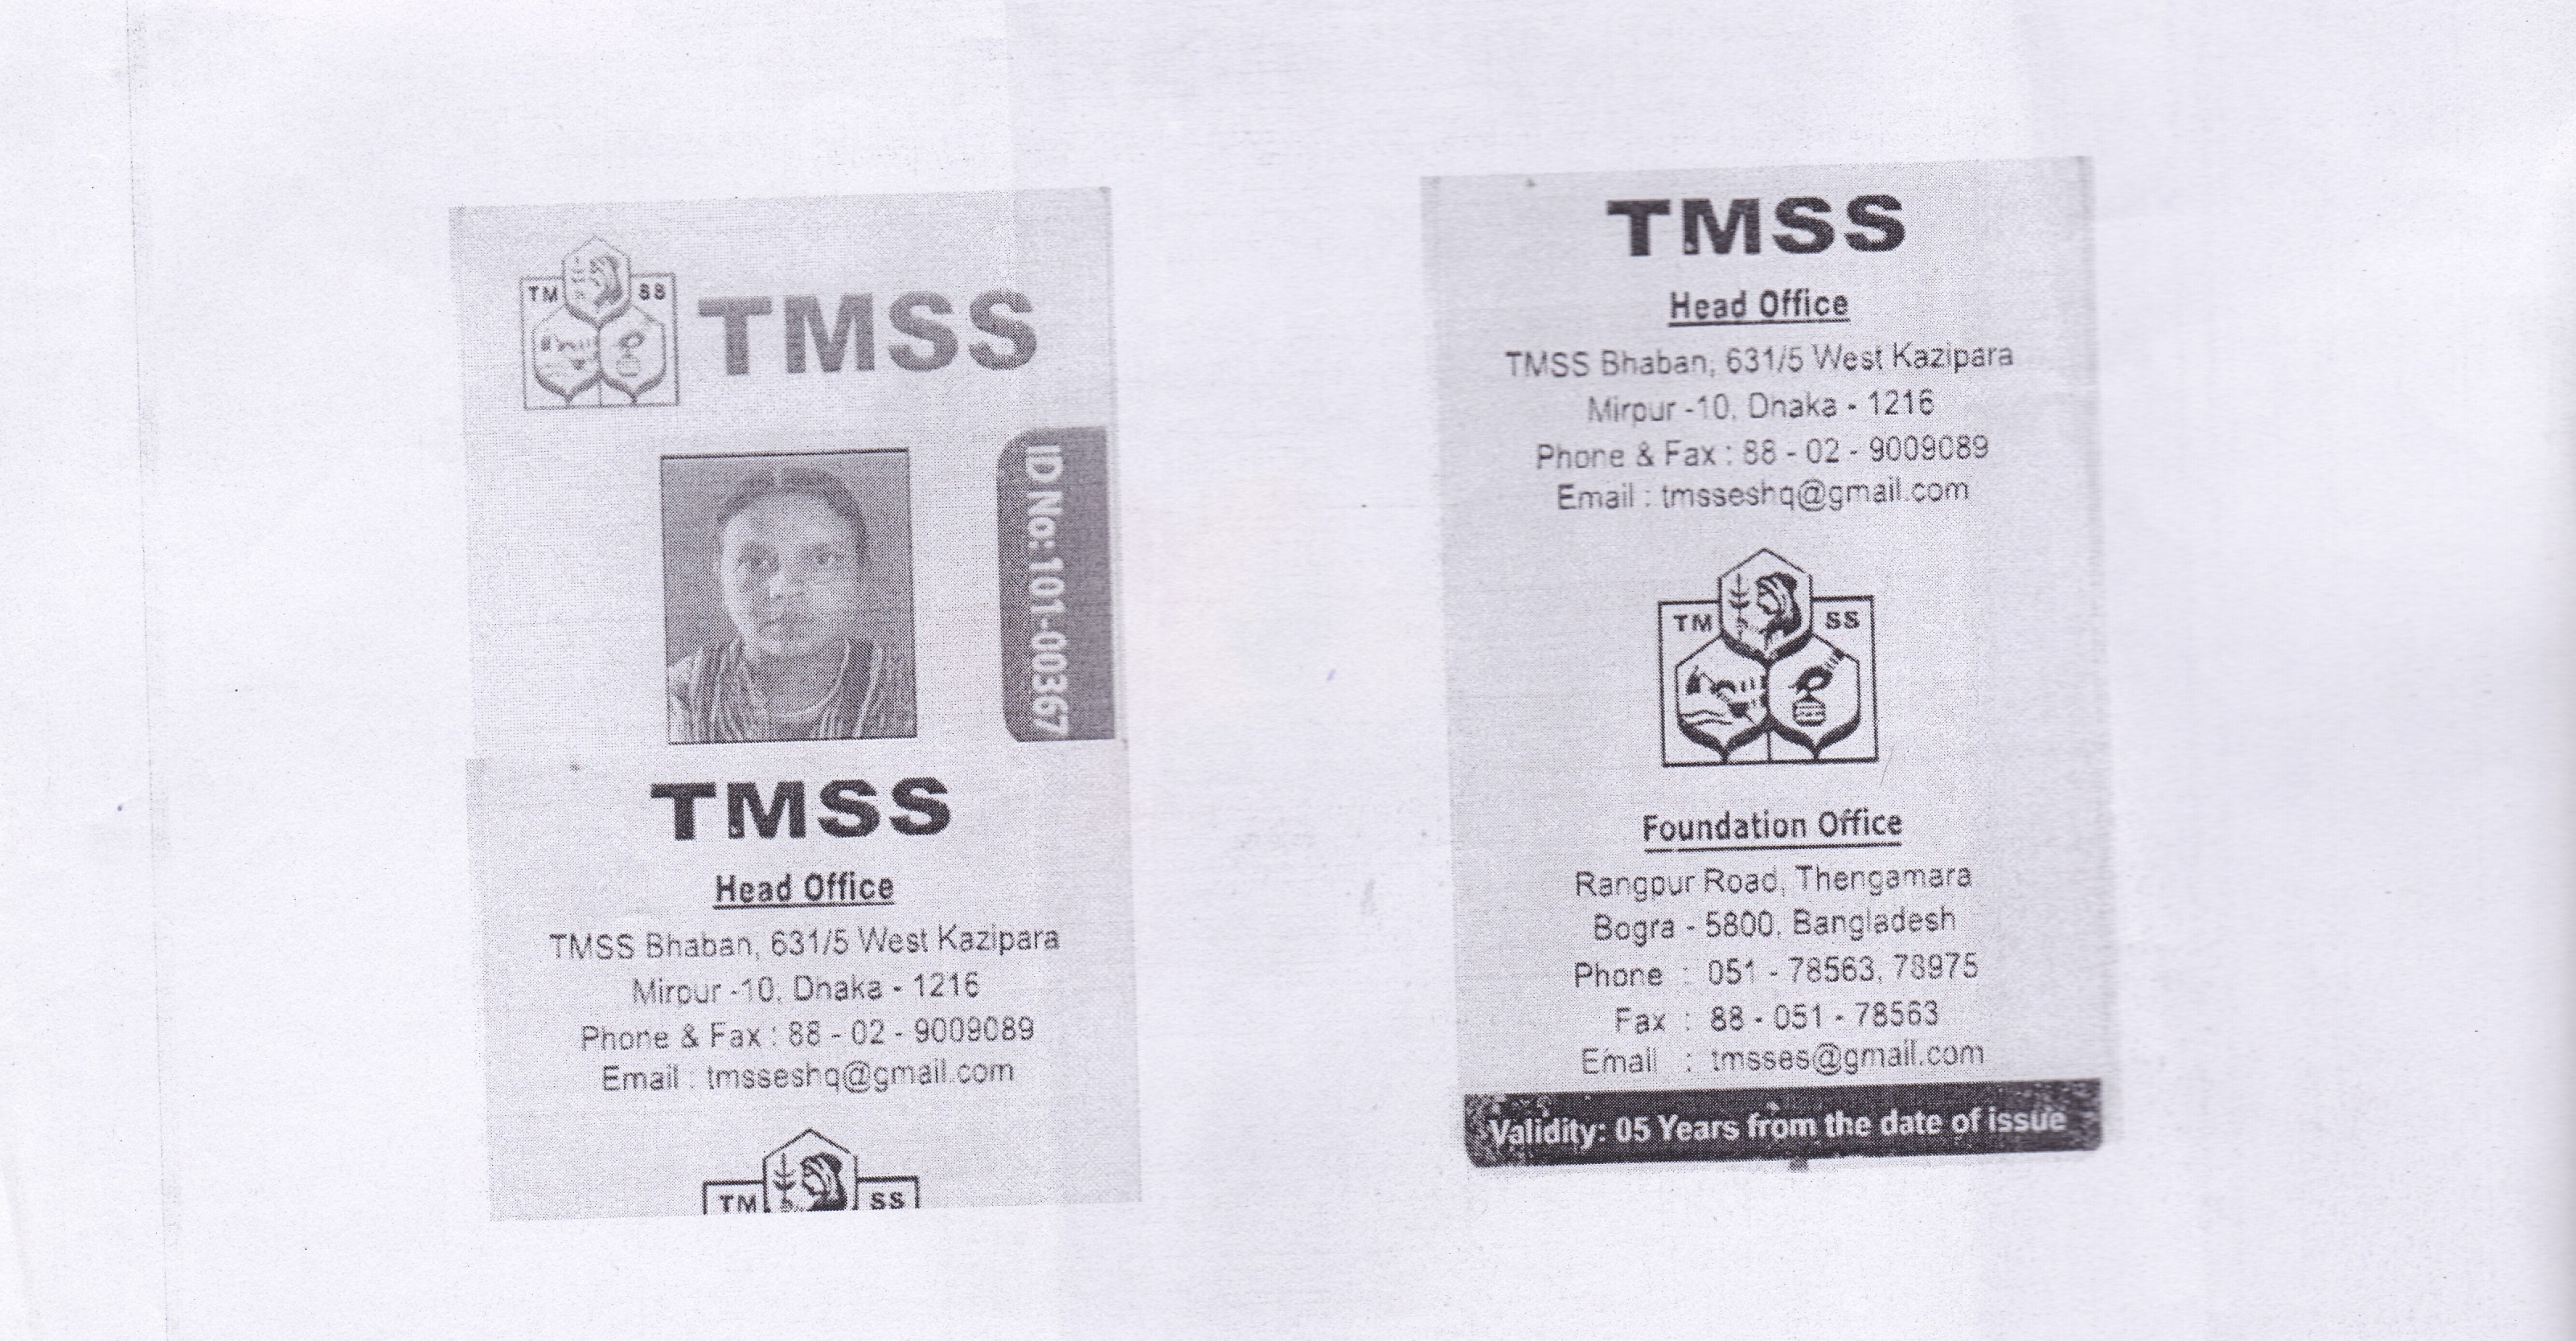 TM SS
TMSS
ID No: 101-00367
TMSS
Head Office
TMSS Bhaban, 631/5 West Kazipara
Mirpur -10, Dhaka - 1216
Phone & Fax : 88 - 02 - 9009089
Email : tmsseshq@gmail.com
TM SS
TMSS
Head Office
TMSS Bhaban, 631/5 West Kazipara
Mirpur -10, Dhaka - 1216
Phone & Fax : 88 - 02 - 9009089
Email : tmsseshq@gmail.com
TM SS
Foundation Office
Rangpur Road, Thengamara
Bogra - 5800, Bangladesh
Phone : 051 - 78563, 78975
Fax : 88 - 051 - 78563
Email : tmsses@gmail.com
Validity: 05 Years from the date of issue